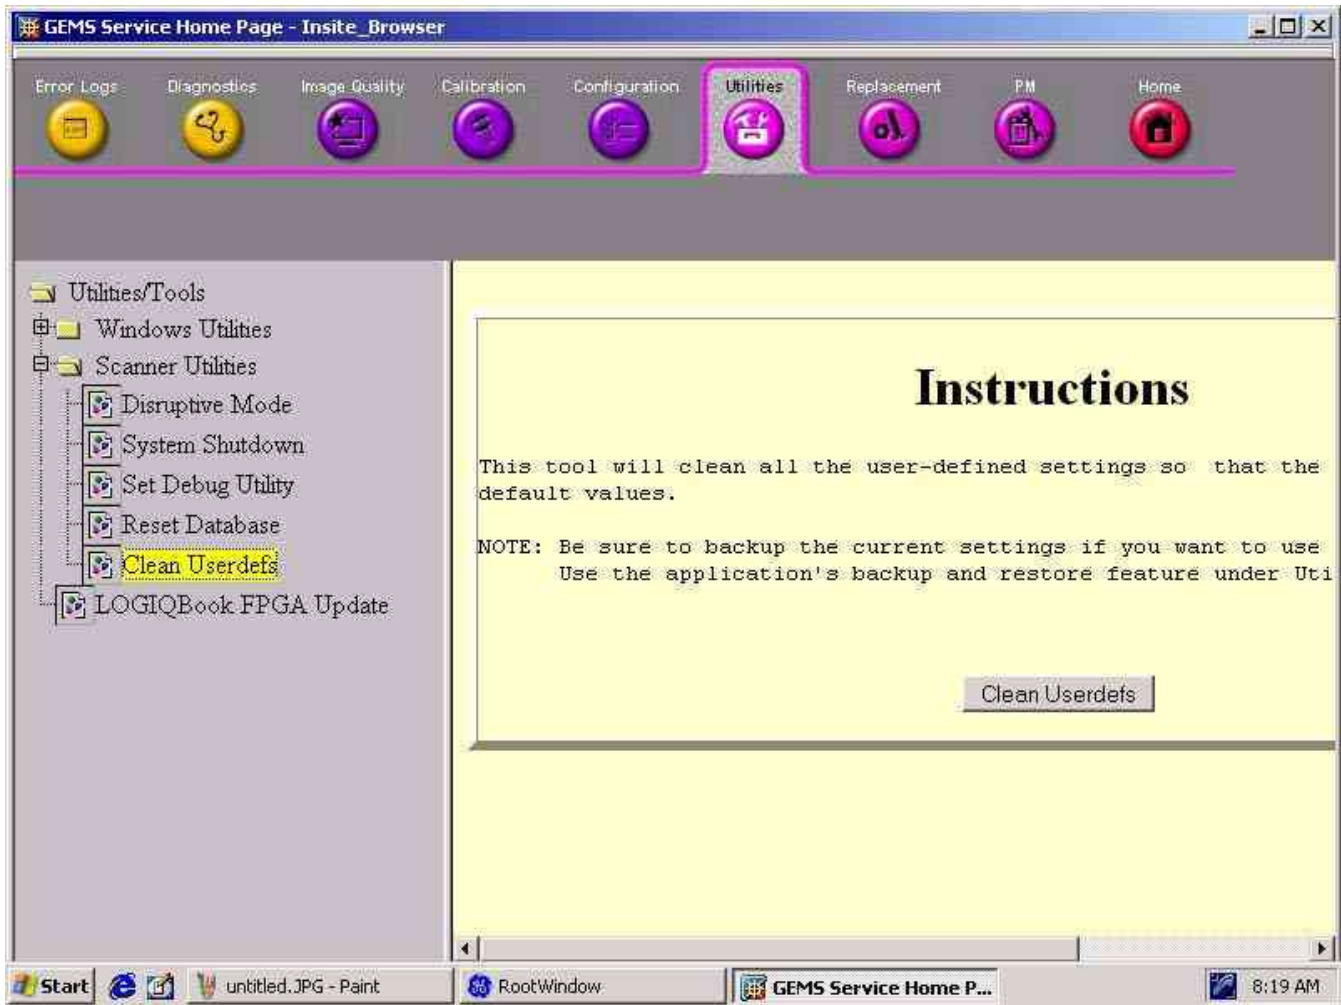 GEMS Service Home Page - Insite_Browser
Error Logs
Diagnostics
Image Quality
Calibration
Configuration
Utilities
Replacement
PM
Home
Utilities/Tools
Windows Utilities
Scanner Utilities
Disruptive Mode
System Shutdown
Set Debug Utility
Reset Database
Clean Userdefs
LOGIQBook FPGA Update
Instructions
This tool will clean all the user-defined settings so that the
default values.
NOTE: Be sure to backup the current settings if you want to use
Use the application's backup and restore feature under Uti
Clean Userdefs
Start
untitled.JPG - Paint
RootWindow
GEMS Service Home P...
8:19 AM